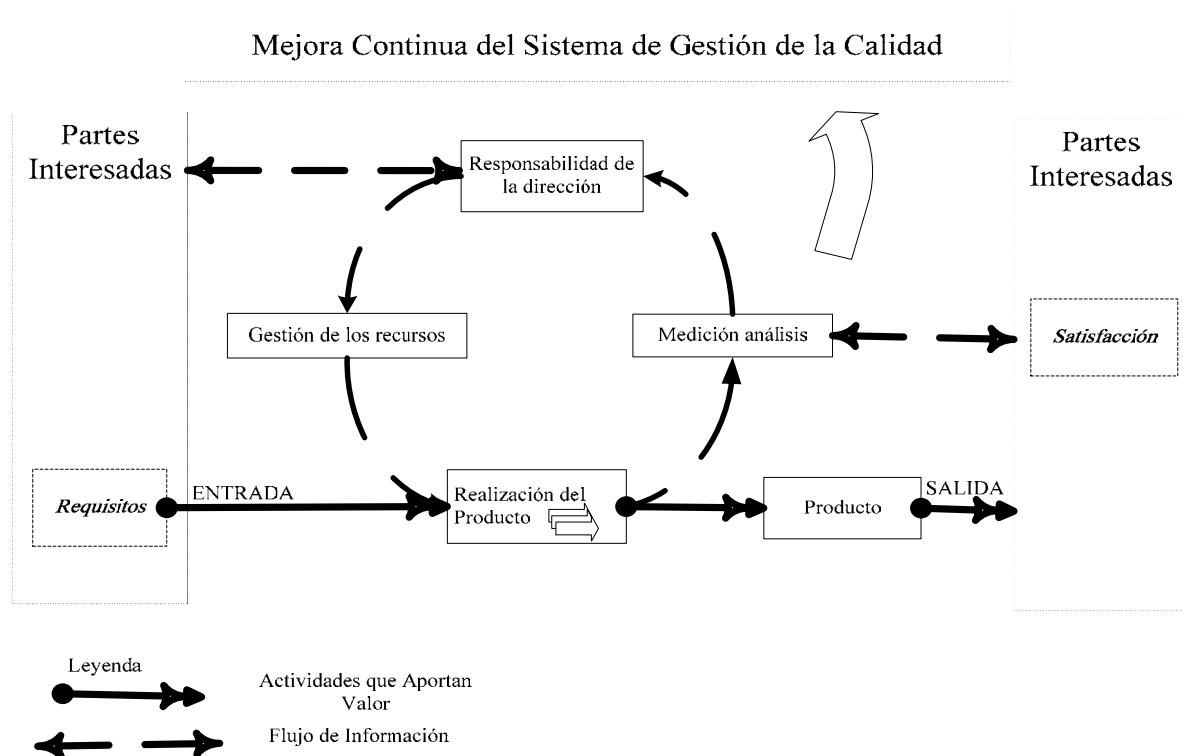 Mejora Continua del Sistema de Gestión de la Calidad
Partes
Interesadas
Responsabilidad de
la dirección
Partes
Interesadas
Gestión de los recursos
Medición análisis
Satisfacción
Requisitos
ENTRADA
Realización del
Producto
Producto
SALIDA
Leyenda
Actividades que Aportan
Valor
Flujo de Información